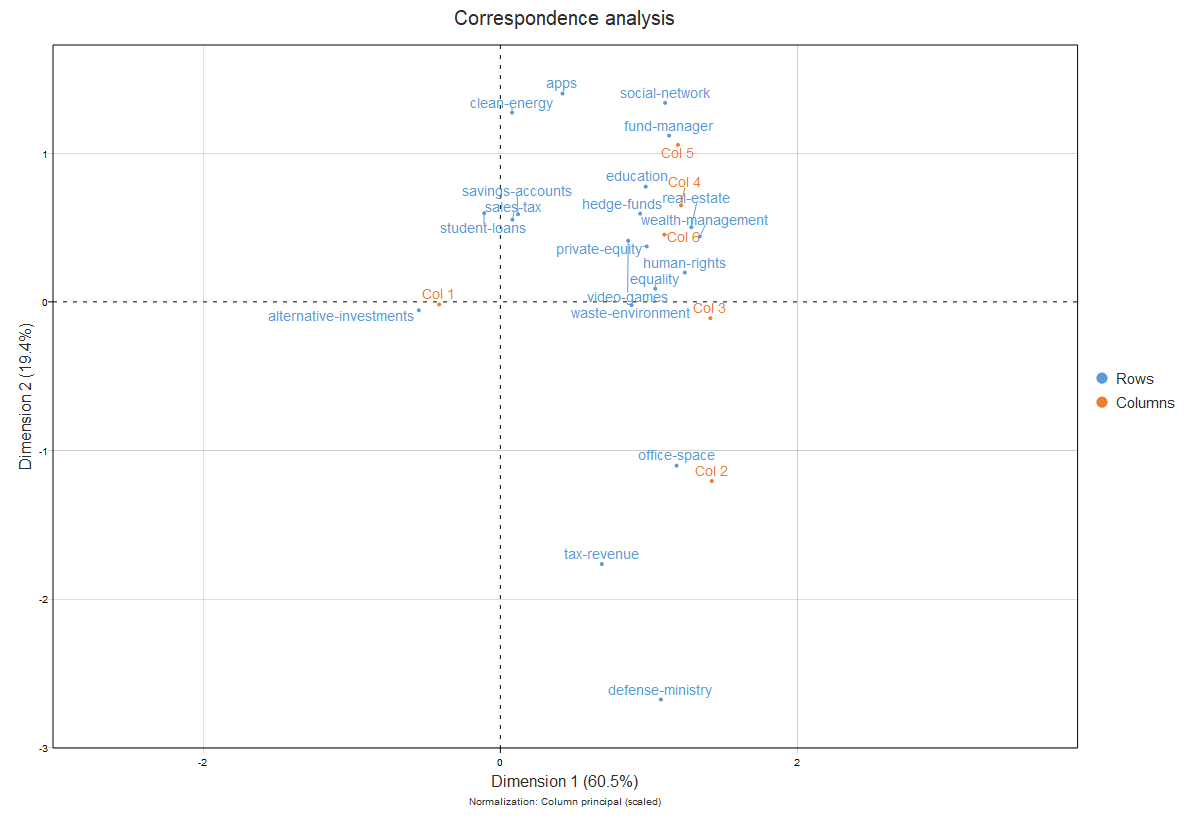 Correspondence analysis
apps
social-network
clean-energy
fund-manager
1
Col 5
education
Col 4
savings-accounts
real-estate
hedge-funds
sales-tax
wealth-management
student-loans
Col 6
private-equity
human-rights
equality
Col 1
video-games
0
Col 3
alternative-investments
waste-environment
Dimension 2 (19.4%)
Rows
Columns
-1
office-space
Col 2
tax-revenue
-2
defense-ministry
-3
-2
0
2
Dimension 1 (60.5%)
Normalization: Column principal (scaled)